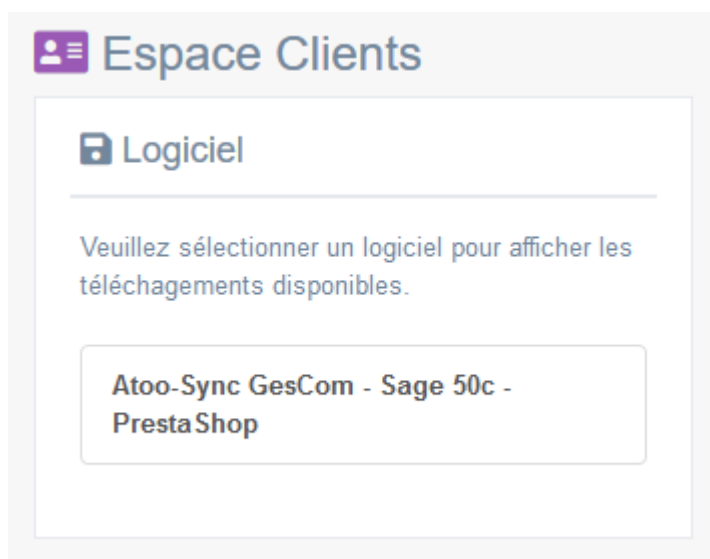 Espace Clients
Logiciel
Veuillez sélectionner un logiciel pour afficher les
téléchagements disponibles.
Atoo-Sync GesCom - Sage 50c -
PrestaShop